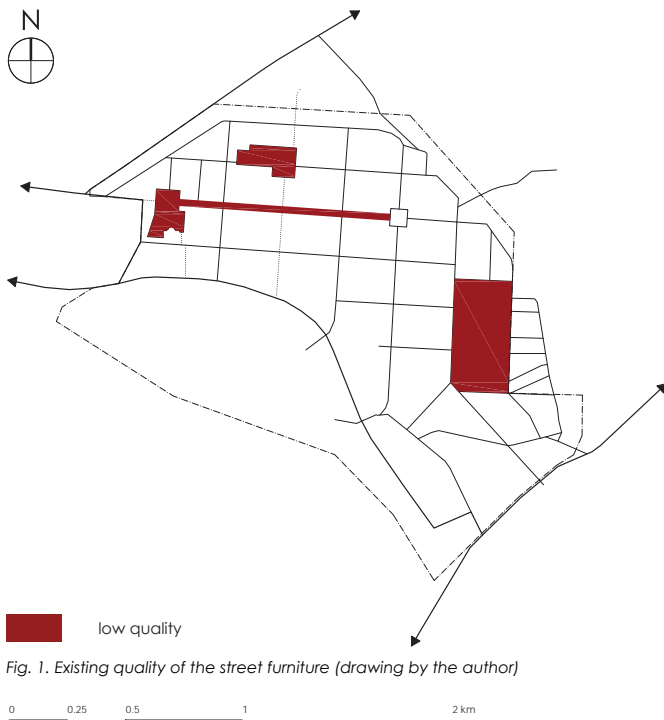 N
low quality
Fig. 1. Existing quality of the street furniture (drawing by the author)
0 0.25 0.5 1 2 km